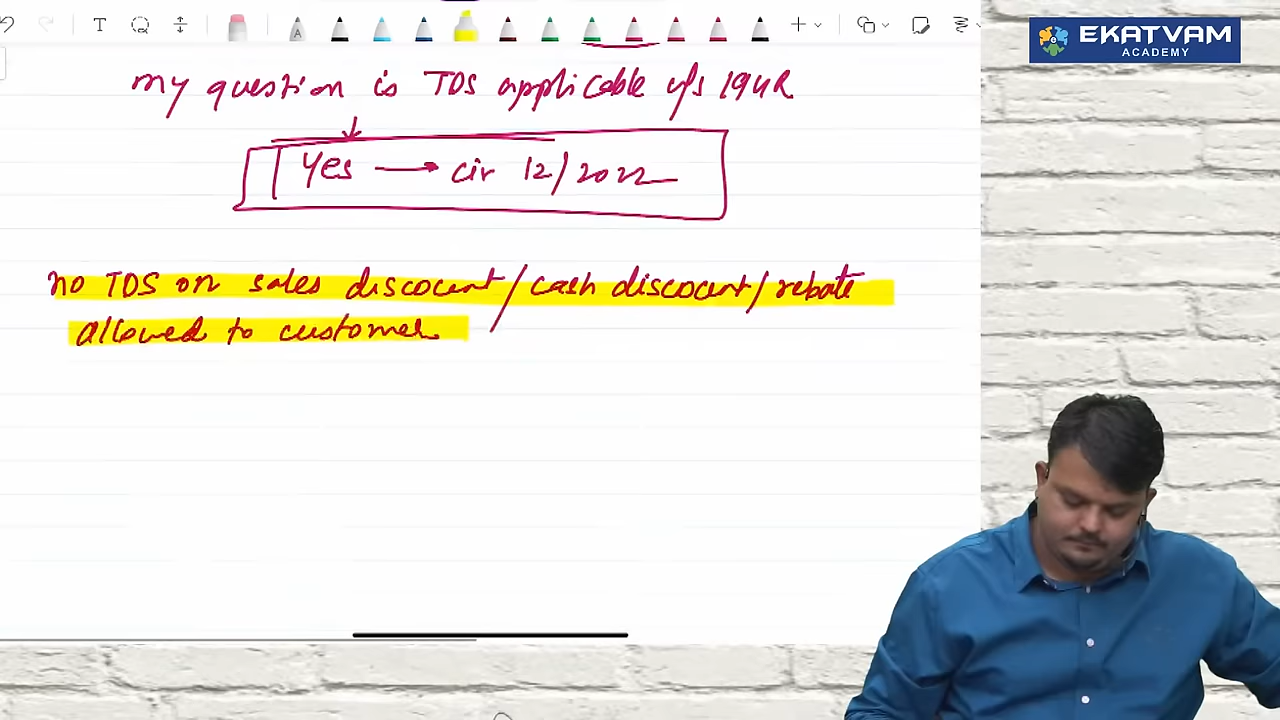 EKATVAM
ACADEMY
my question is TDS applicable u/s 194R
Yes → cir 12/2022
no TDS on sales discount/cash discount/rebate
allowed to customer